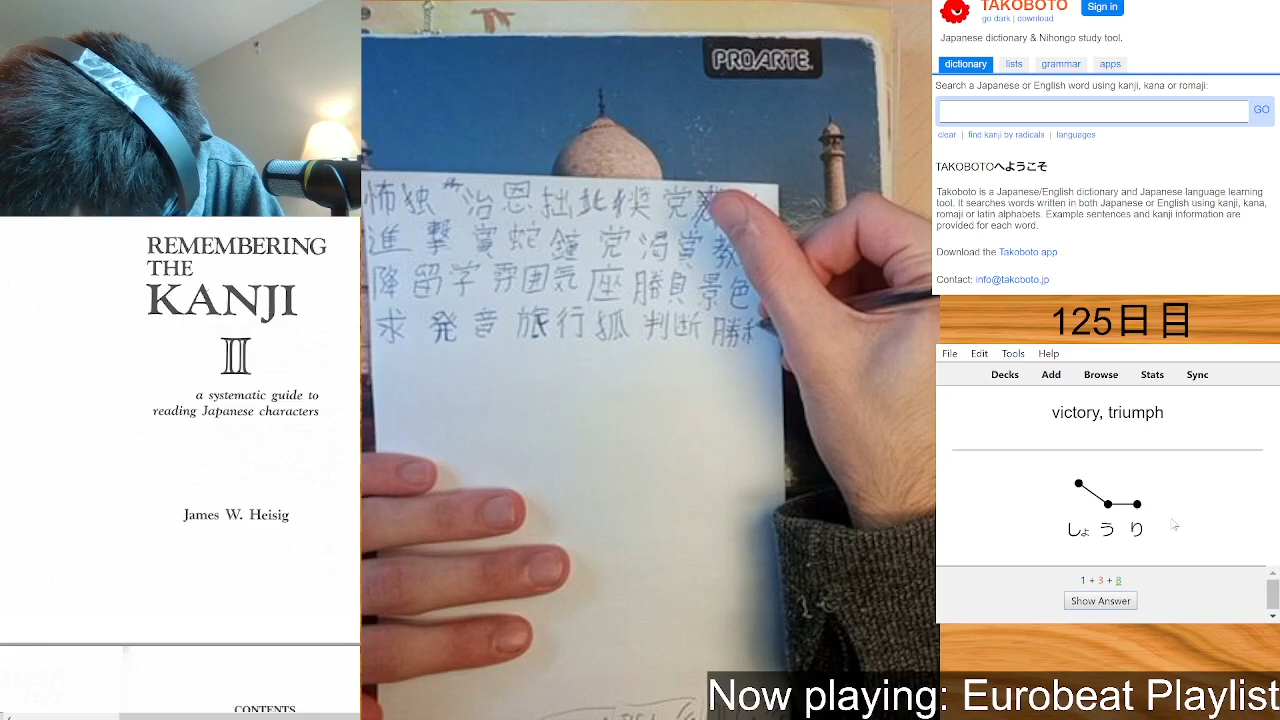 REMEMBERING
THE
KANJI
II
a systematic guide to
reading Japanese characters
James W. Heisig
CONTENTS
PRO ARTE
怖 独 治 恩 拙 北 党
進 撃 賞 蛇 鐘 党 渇 賞 教
降 留学 雰囲気 座 勝負 景色
求 発音 旅行 孤 判断 勝利
TAKOBOTO
Sign in
go dark | download
Japanese dictionary & Nihongo study tool.
dictionary lists grammar apps
Search a Japanese or English word using kanji, kana or romaji:
GO
clear | find kanji by radicals | languages
TAKOBOTOへようこそ
Takoboto is a Japanese/English dictionary and Japanese language learning
tool. It searches words written in both Japanese or English using kanji, kana,
romaji or latin alphabets. Example sentences and kanji information are
provided for each word.
Download the Takoboto app
Contact: info@takoboto.jp
125日目
File Edit Tools Help
Decks Add Browse Stats Sync
victory, triumph
しょうり
1 + 3 + 8
Show Answer
Now playing: Eurobeat Playlist